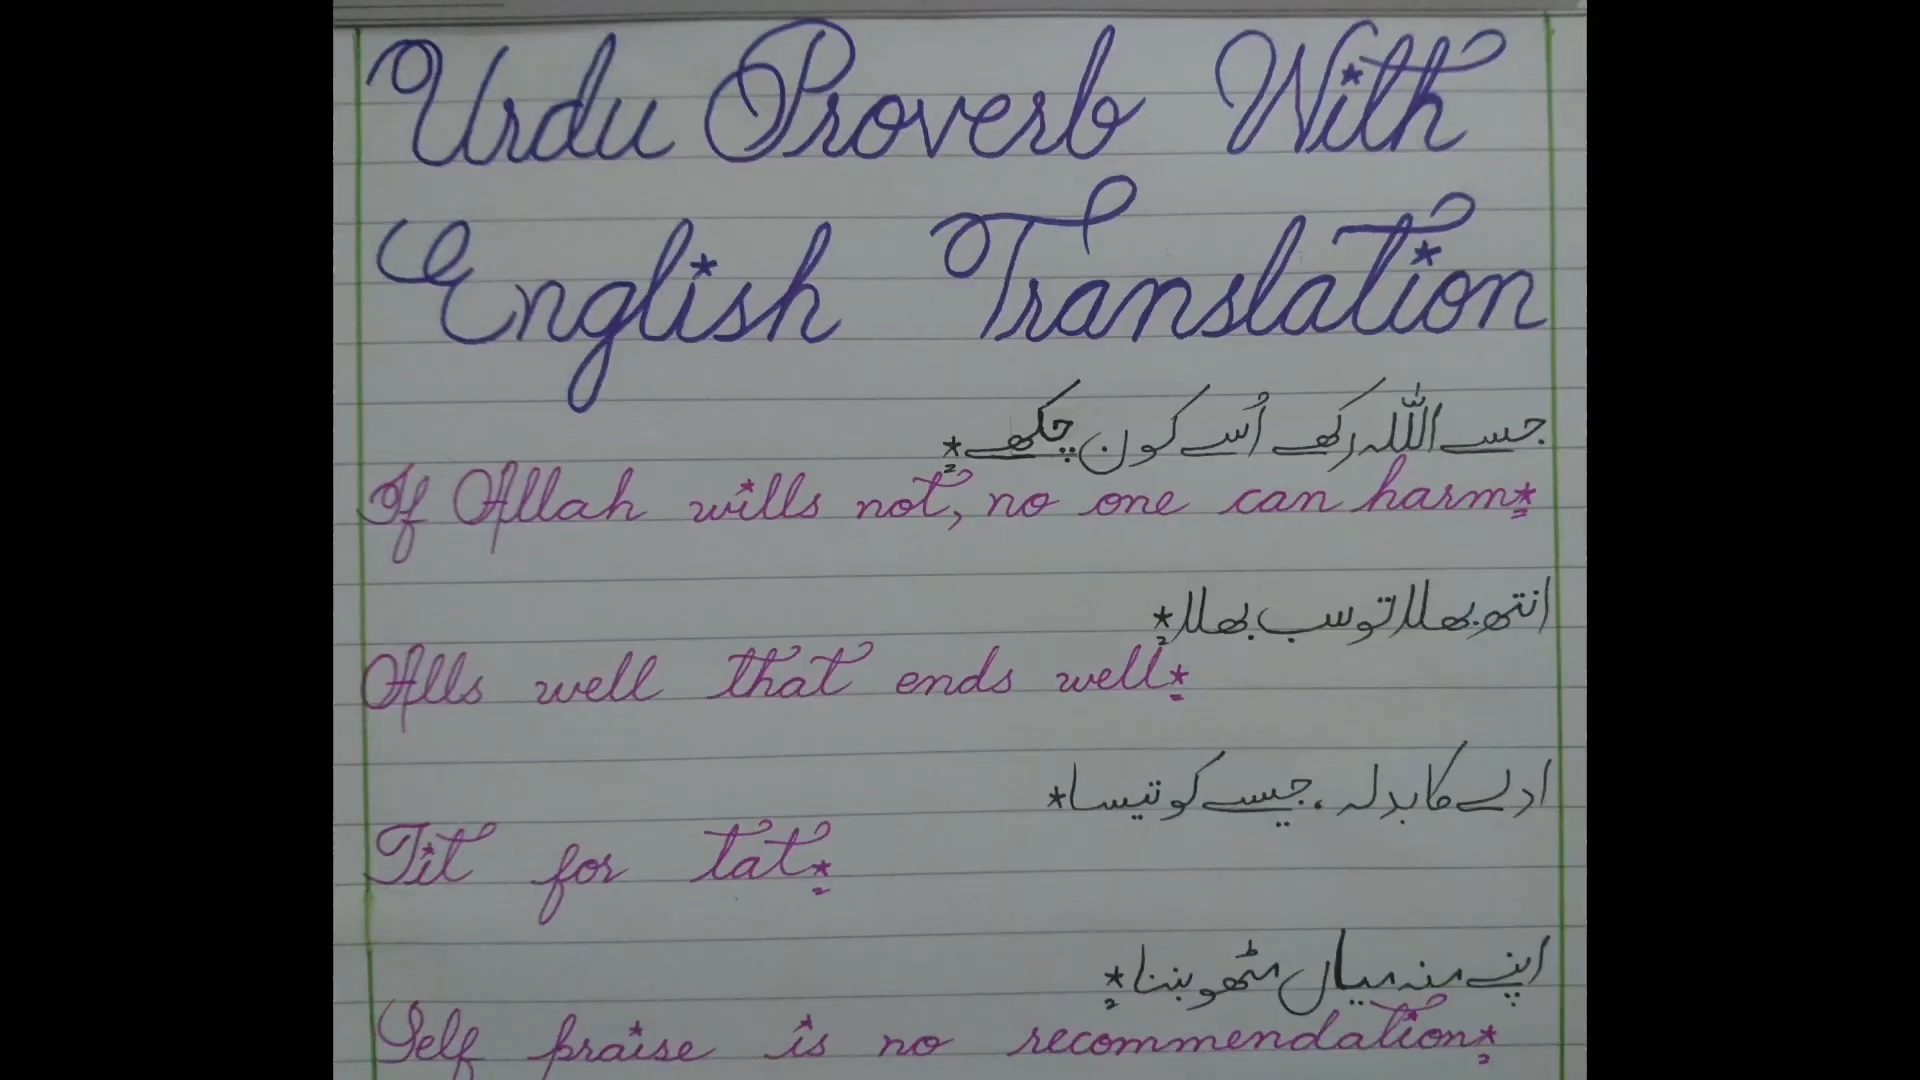 Urdu Proverb With
English Translation
جسے اللّٰہ رکھے اُسے کون چکھے*
If Allah wills not, no one can harm*
انتھ بھلا تو سب بھلا*
Alls well that ends well*
ادلے کا بدلہ، جیسے کو تیسا*
Tit for tat*
اپنے منہ میاں مٹھو بننا*
Self praise is no recommendation*